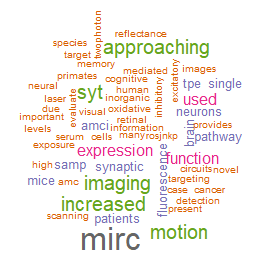 reflectance
species
twophoton
approaching
target
memory
mediated
excitatory
images
primates
cognitive
neural
syt
human
tpe single
laser
evaluate
inorganic
inhibitory
used
due
visual
oxidative
neurons
important
amci
retinal
information
brain
provides
levels
many
rosjnkp
pathway
serum
cells
exposure
expression
function
high
samp
synaptic
fluorescence
circuits
novel
mice
amc
imaging
targeting
case
cancer
increased
detection
scanning
patients
present
mirc
motion